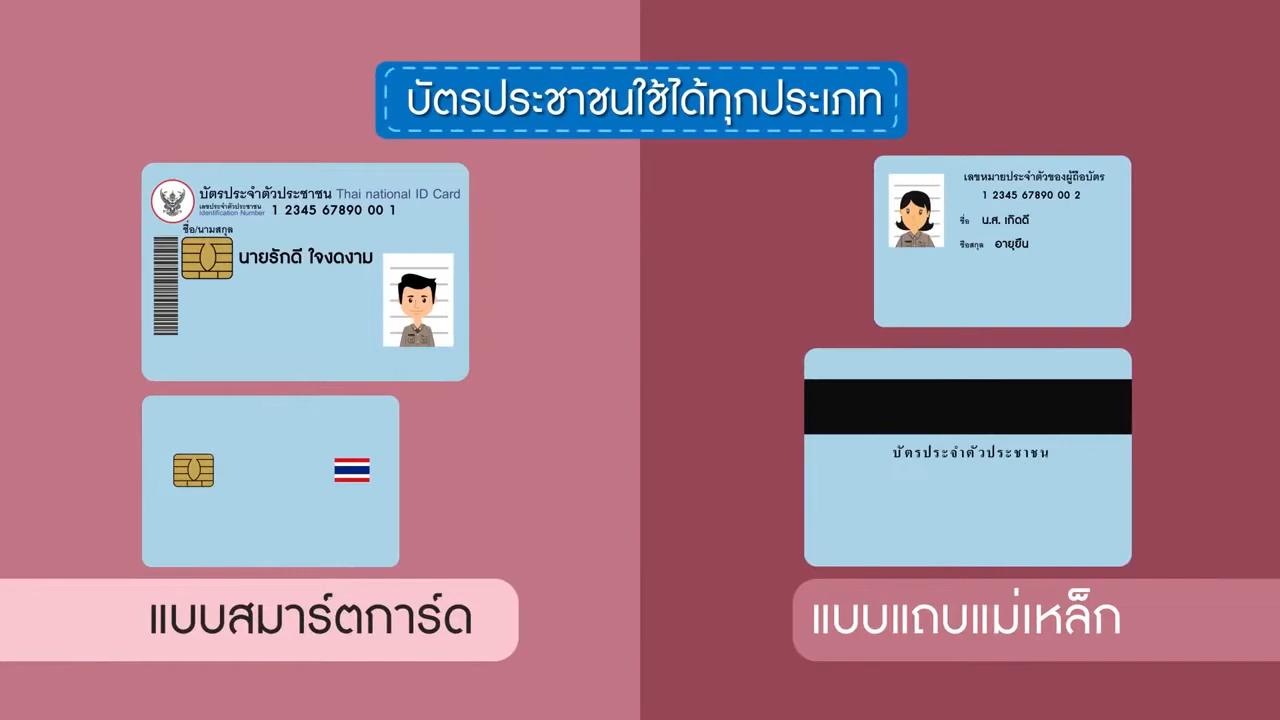 บัตรประชาชนใช้ได้ทุกประเภท
บัตรประจำตัวประชาชน Thai national ID Card
เลขประจำตัวประชาชน
Identification Number
1 2345 67890 00 1
ชื่อ/นามสกุล
นายรักดี ใจงดงาม
แบบสมาร์ตการ์ด
เลขหมายประจำตัวของผู้ถือบัตร
1 2345 67890 00 2
ชื่อ น.ส. เกิดดี
ชื่อสกุล อายุยืน
บัตรประจำตัวประชาชน
แบบแถบแม่เหล็ก